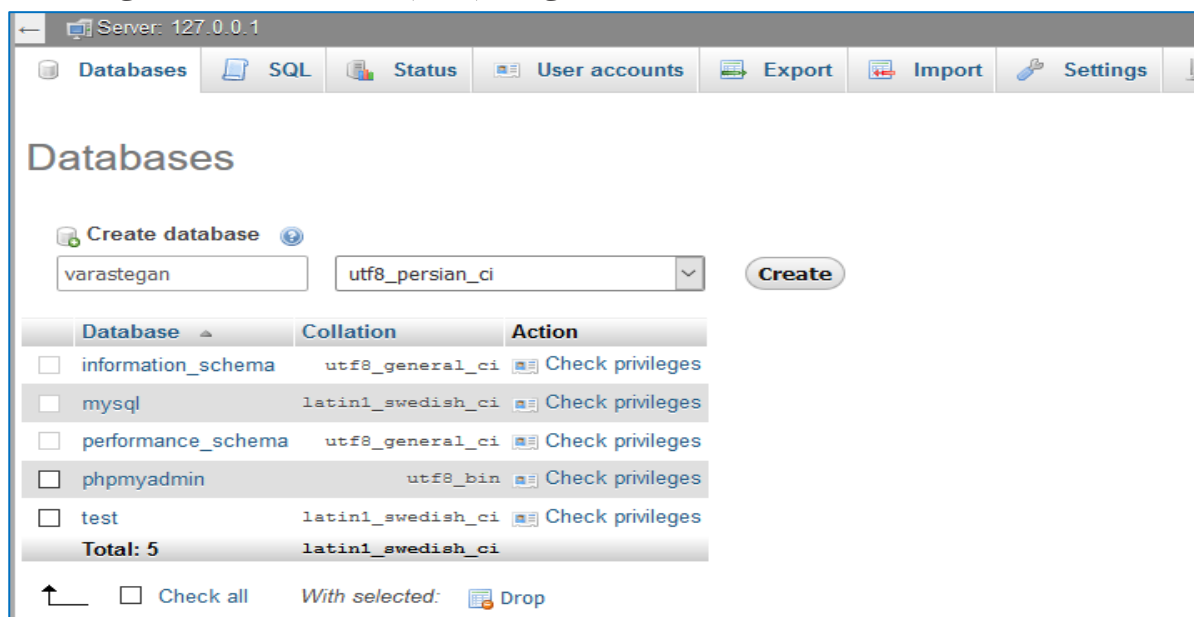 Server: 127.0.0.1
Databases SQL Status User accounts Export Import Settings
Databases
Create database
varastegan utf8_persian_ci Create
Database Collation Action
information_schema utf8_general_ci Check privileges
mysql latin1_swedish_ci Check privileges
performance_schema utf8_general_ci Check privileges
phpmyadmin utf8_bin Check privileges
test latin1_swedish_ci Check privileges
Total: 5 latin1_swedish_ci
Check all With selected: Drop